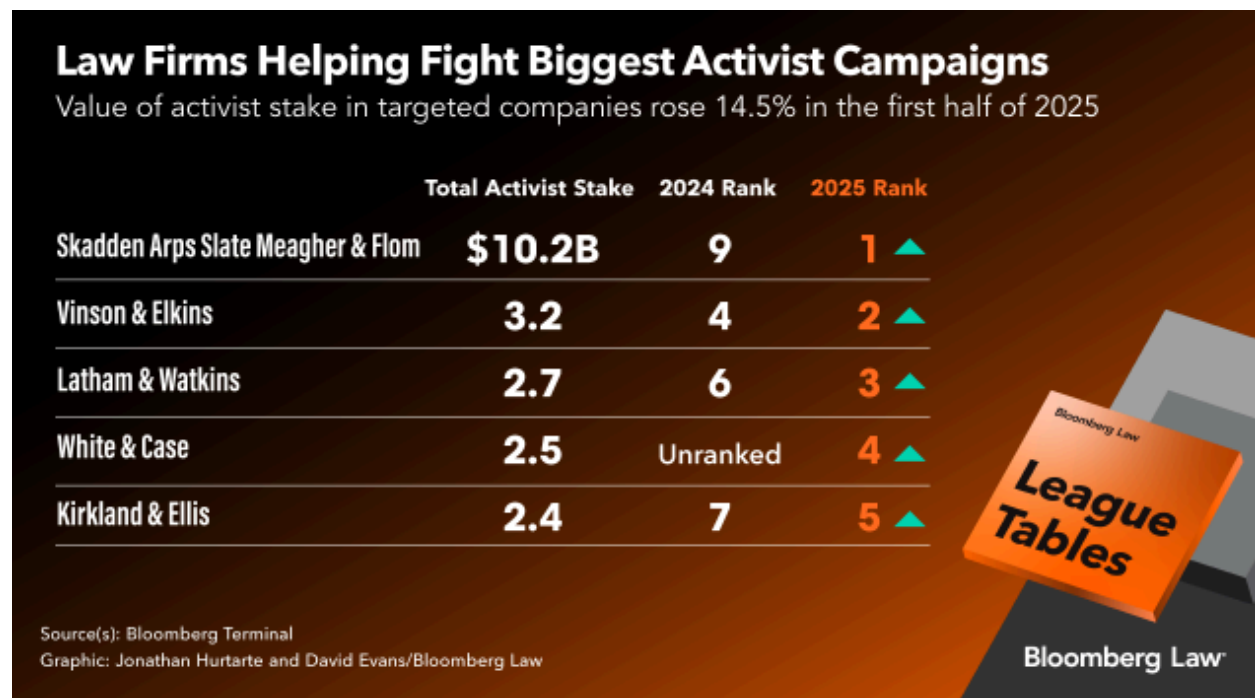 Law Firms Helping Fight Biggest Activist Campaigns
Value of activist stake in targeted companies rose 14.5% in the first half of 2025
Total Activist Stake 2024 Rank 2025 Rank
Skadden Arps Slate Meagher & Flom $10.2B 9 1
Vinson & Elkins 3.2 4 2
Latham & Watkins 2.7 6 3
White & Case 2.5 Unranked 4
Kirkland & Ellis 2.4 7 5
Bloomberg Law
League
Tables
Source(s): Bloomberg Terminal
Graphic: Jonathan Hurtarte and David Evans/Bloomberg Law
Bloomberg Law